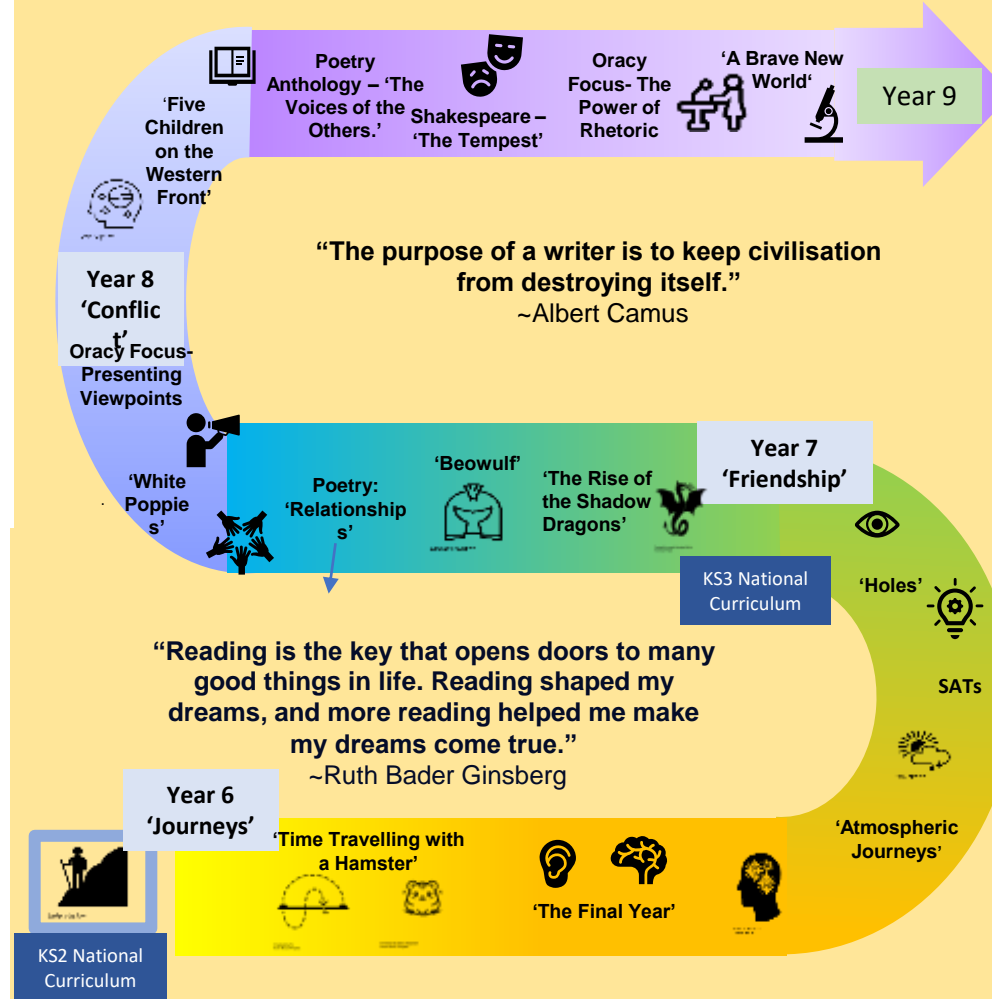 Poetry
Anthology – ‘The
Voices of the
Others.’
Shakespeare –
‘The Tempest’
Oracy
Focus- The
Power of
Rhetoric
‘A Brave New
World‘
Year 9
‘Five
Children
on the
Western
Front’
“The purpose of a writer is to keep civilisation
from destroying itself.”
~Albert Camus
Year 8
‘Conflic
t’
Oracy Focus-
Presenting
Viewpoints
‘White
Poppie
s’
Poetry:
‘Relationship
s’
‘Beowulf’
‘The Rise of
the Shadow
Dragons’
Year 7
‘Friendship’
KS3 National
Curriculum
‘Holes’
SATs
“Reading is the key that opens doors to many
good things in life. Reading shaped my
dreams, and more reading helped me make
my dreams come true.”
~Ruth Bader Ginsberg
‘Atmospheric
Journeys’
Year 6
‘Journeys’
‘Time Travelling with
a Hamster’
‘The Final Year’
KS2 National
Curriculum